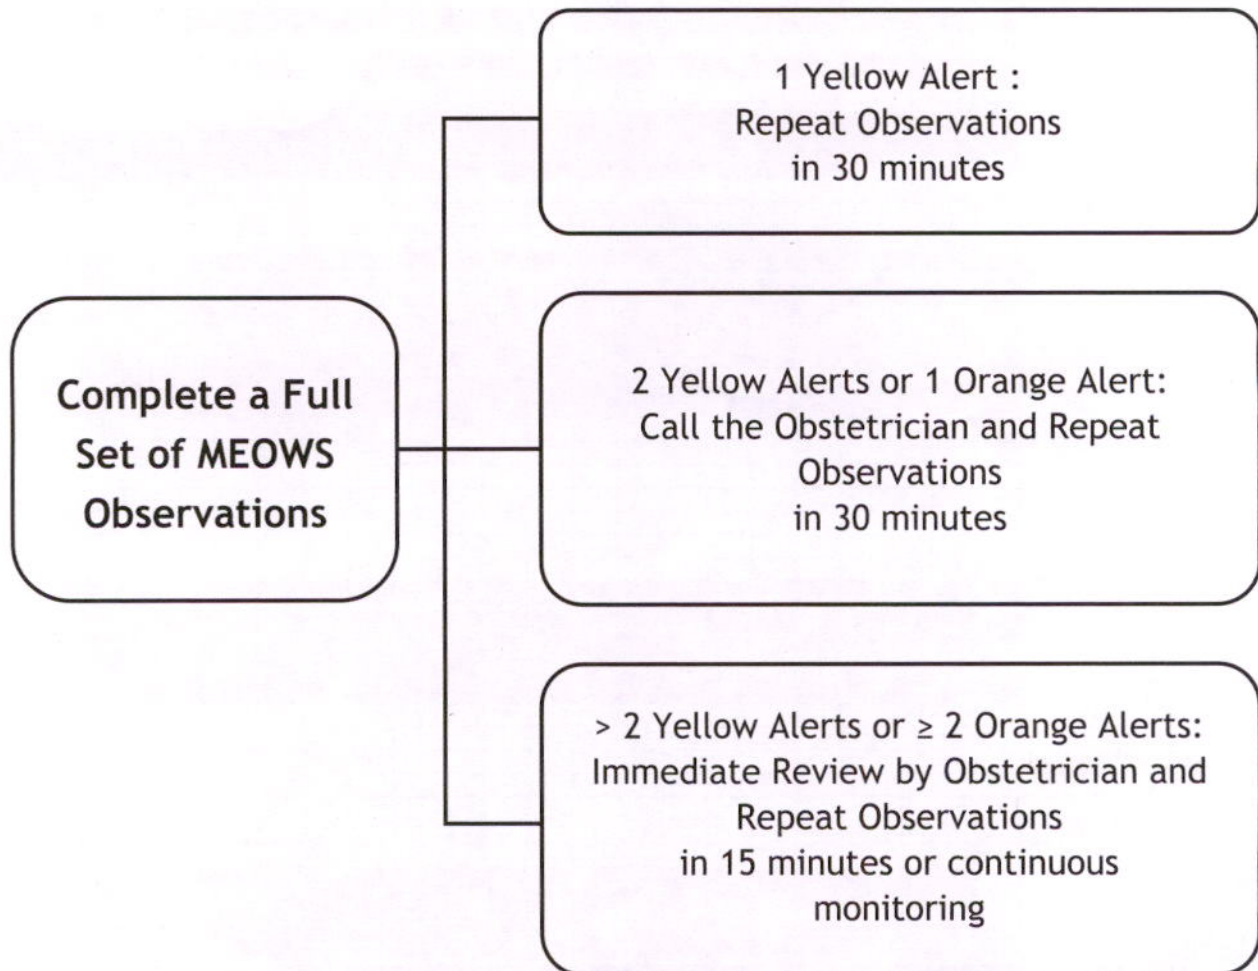 Complete a Full
Set of MEOWS
Observations
1 Yellow Alert :
Repeat Observations
in 30 minutes
2 Yellow Alerts or 1 Orange Alert:
Call the Obstetrician and Repeat
Observations
in 30 minutes
> 2 Yellow Alerts or ≥ 2 Orange Alerts:
Immediate Review by Obstetrician and
Repeat Observations
in 15 minutes or continuous
monitoring